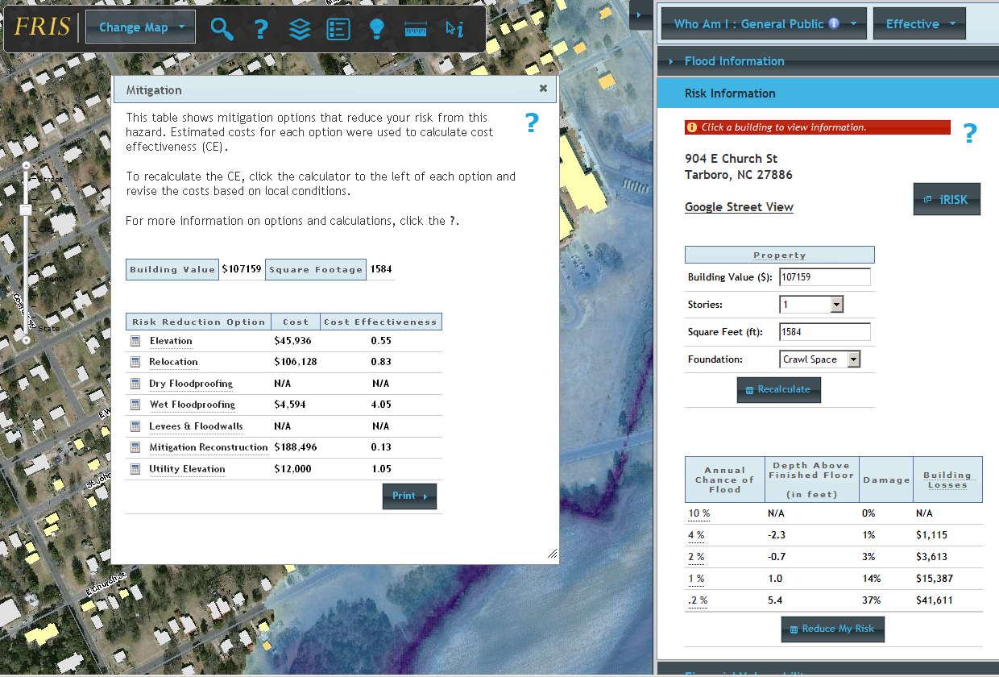 FRIS
Change Map
?
i
Who Am I : General Public i
Effective
Flood Information
Risk Information
i Click a building to view information.
?
904 E Church St
Tarboro, NC 27886
Google Street View
iRISK
Property
Building Value ($): 107159
Stories: 1
Square Feet (ft): 1584
Foundation: Crawl Space
Recalculate
Annual Chance of Flood Depth Above Finished Floor (in feet) Damage Building Losses
10 % N/A 0% N/A
4 % -2.3 1% $1,115
2 % -0.7 3% $3,613
1 % 1.0 14% $15,387
.2 % 5.4 37% $41,611
Reduce My Risk
Mitigation
This table shows mitigation options that reduce your risk from this
hazard. Estimated costs for each option were used to calculate cost
effectiveness (CE).
?
To recalculate the CE, click the calculator to the left of each option and
revise the costs based on local conditions.
For more information on options and calculations, click the ?.
Building Value $107159 Square Footage 1584
Risk Reduction Option Cost Cost Effectiveness
Elevation $45,936 0.55
Relocation $106,128 0.83
Dry Floodproofing N/A N/A
Wet Floodproofing $4,594 4.05
Levees & Floodwalls N/A N/A
Mitigation Reconstruction $188,496 0.13
Utility Elevation $12,000 1.05
Print
Street
City
County
State
E W
St John
E Church St